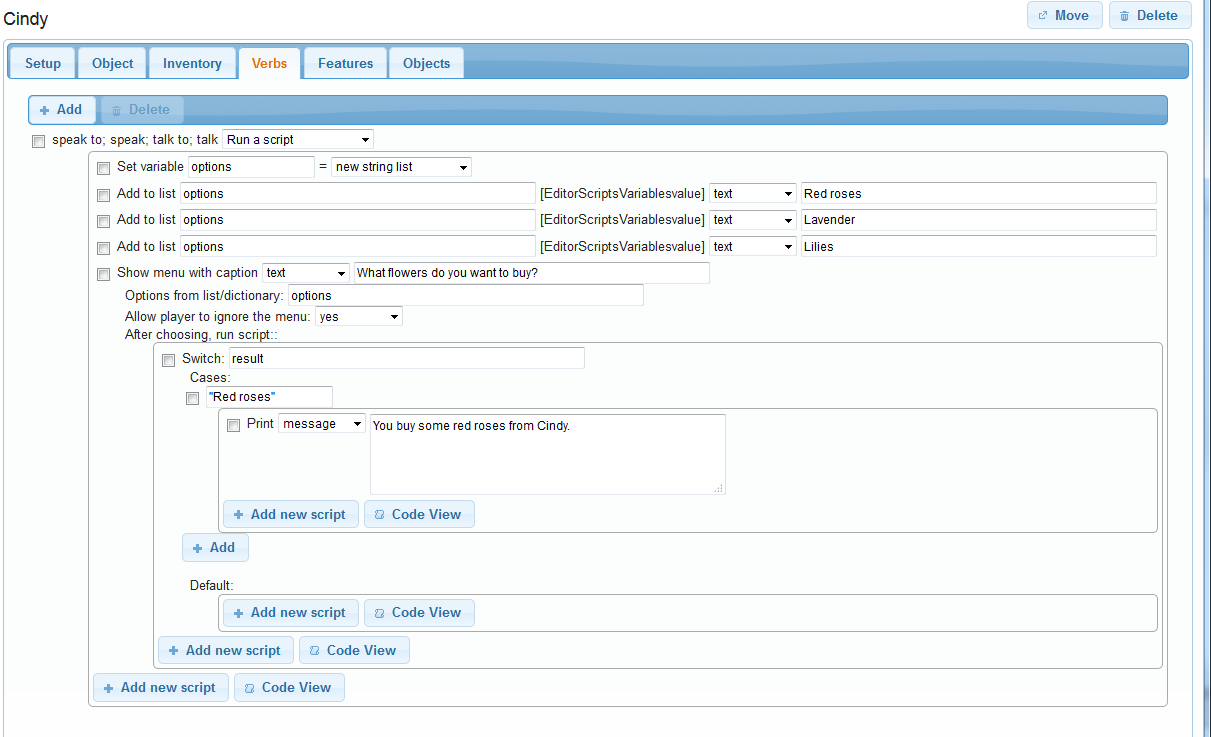 Cindy Move Delete
Setup Object Inventory Verbs Features Objects
Add Delete
speak to; speak; talk to; talk Run a script
Set variable options = new string list
Add to list options [EditorScriptsVariablesvalue] text Red roses
Add to list options [EditorScriptsVariablesvalue] text Lavender
Add to list options [EditorScriptsVariablesvalue] text Lilies
Show menu with caption text What flowers do you want to buy?
Options from list/dictionary: options
Allow player to ignore the menu: yes
After choosing, run script::
Switch: result
Cases:
"Red roses"
Print message You buy some red roses from Cindy.
Add new script Code View
Add
Default:
Add new script Code View
Add new script Code View
Add new script Code View